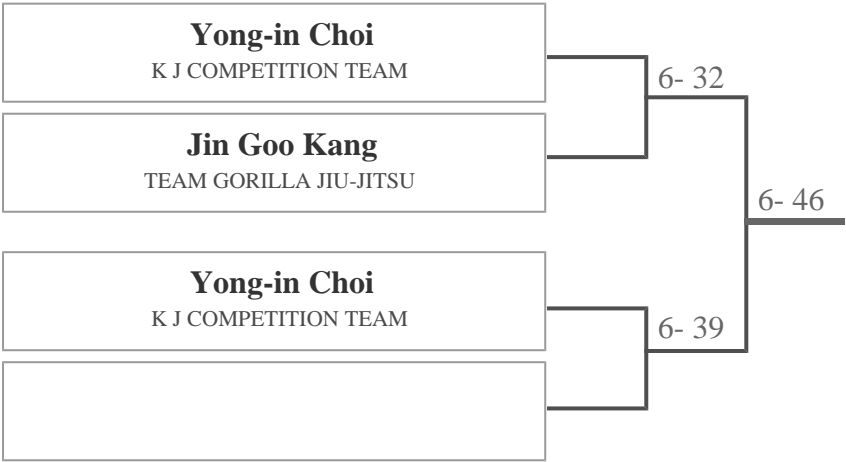 Yong-in Choi
K J COMPETITION TEAM
6- 32
Jin Goo Kang
TEAM GORILLA JIU-JITSU
6- 46
Yong-in Choi
K J COMPETITION TEAM
6- 39